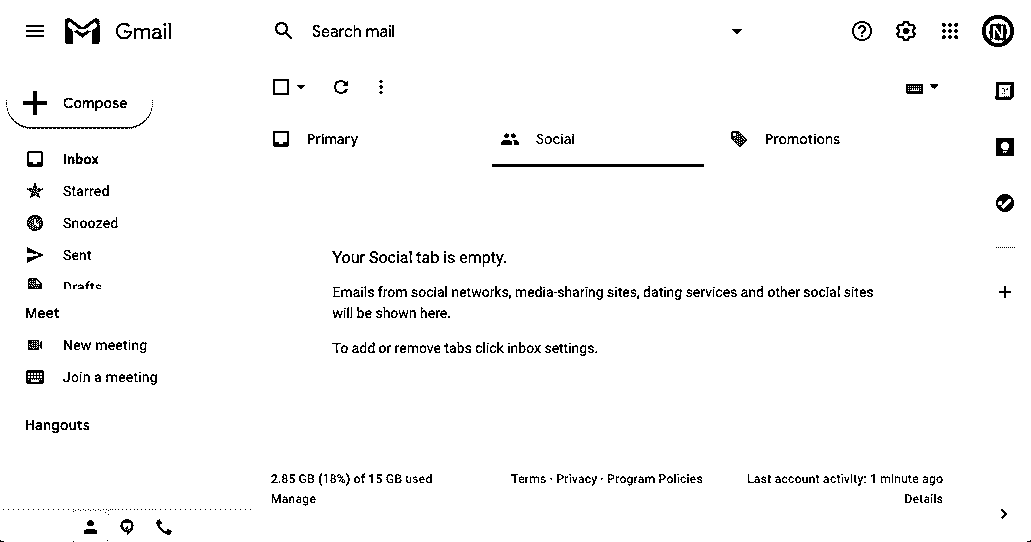 Gmail
Search mail
Compose
Primary
Social
Promotions
Inbox
Starred
Snoozed
Sent
Drafts
Meet
New meeting
Join a meeting
Hangouts
Your Social tab is empty.
Emails from social networks, media-sharing sites, dating services and other social sites
will be shown here.
To add or remove tabs click inbox settings.
2.85 GB (18%) of 15 GB used
Manage
Terms · Privacy · Program Policies
Last account activity: 1 minute ago
Details